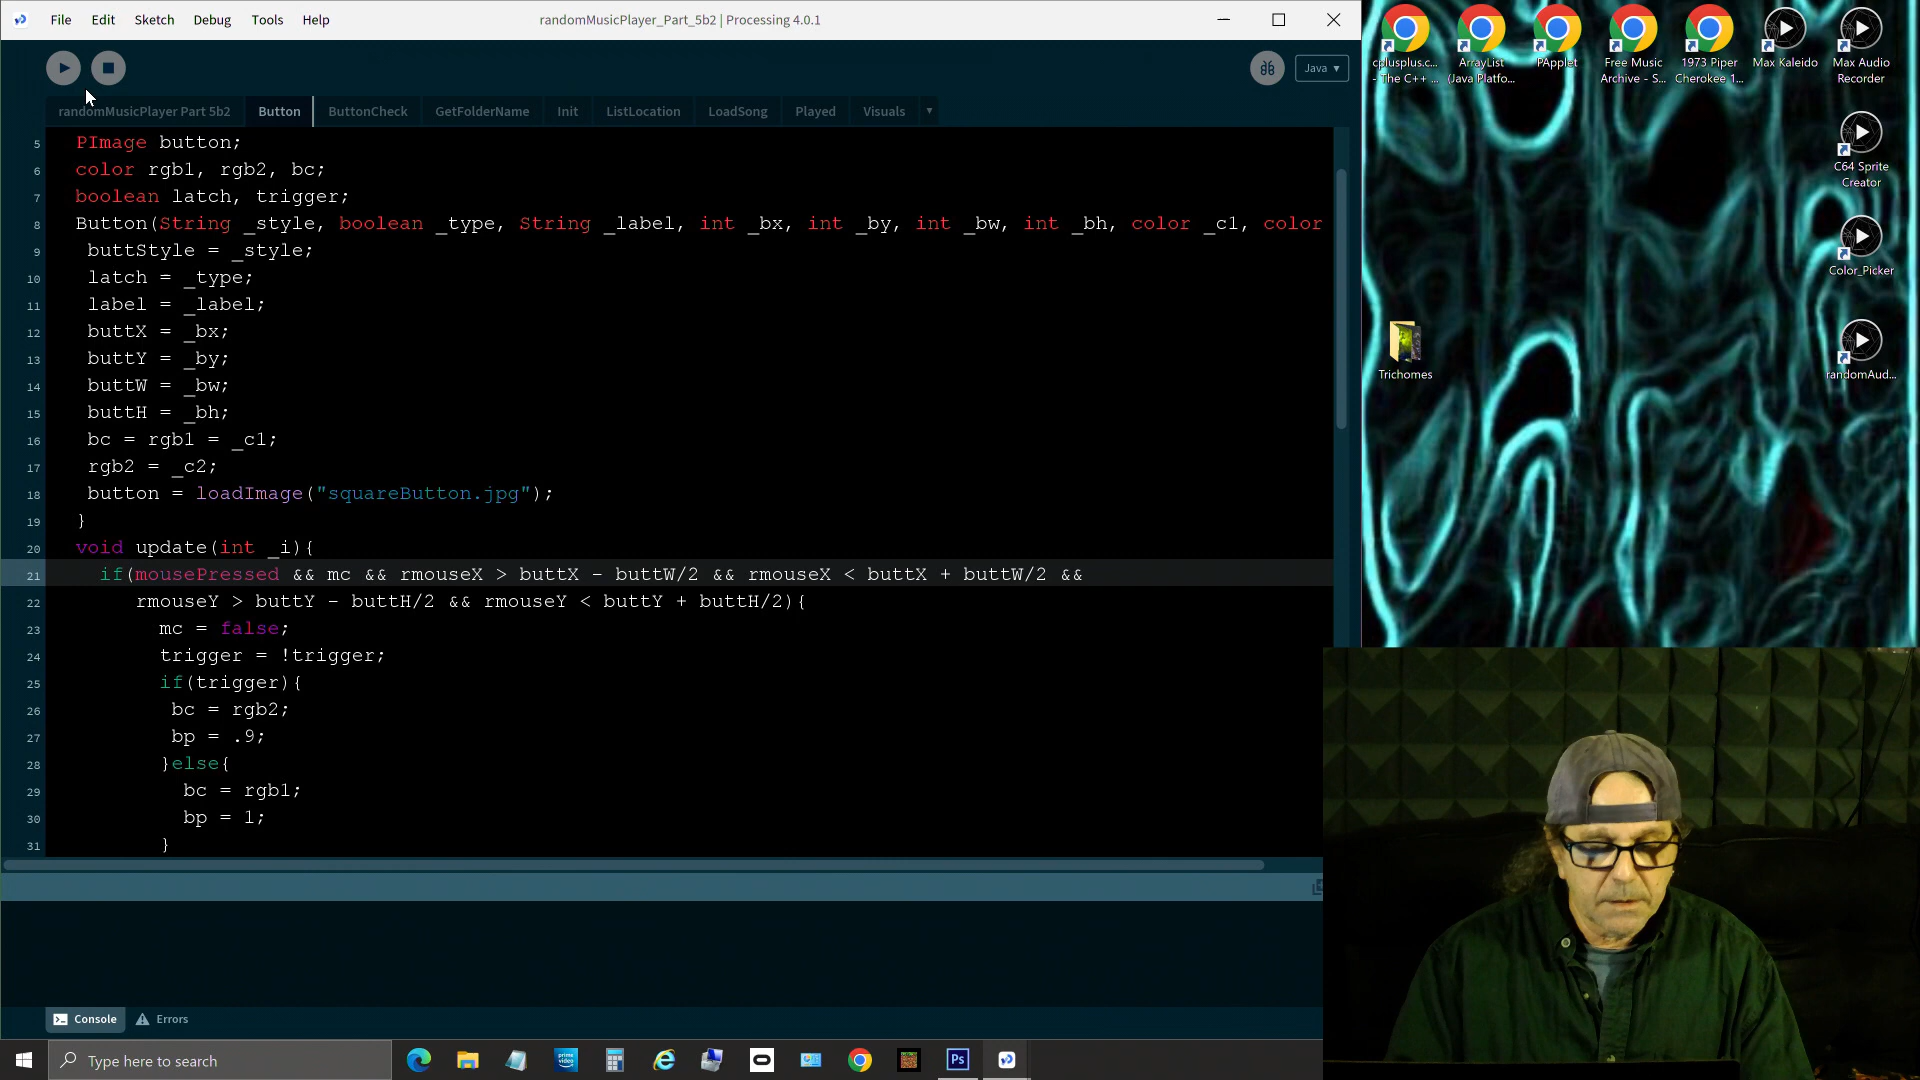 File Edit Sketch Debug Tools Help
randomMusicPlayer_Part_5b2 | Processing 4.0.1
Java ▾
randomMusicPlayer Part 5b2 Button ButtonCheck GetFolderName Init ListLocation LoadSong Played Visuals ▾
5 PImage button;
6 color rgb1, rgb2, bc;
7 boolean latch, trigger;
8 Button(String _style, boolean _type, String _label, int _bx, int _by, int _bw, int _bh, color _c1, color
9 buttStyle = _style;
10 latch = _type;
11 label = _label;
12 buttX = _bx;
13 buttY = _by;
14 buttW = _bw;
15 buttH = _bh;
16 bc = rgb1 = _c1;
17 rgb2 = _c2;
18 button = loadImage("squareButton.jpg");
19 }
20 void update(int _i){
21 if(mousePressed && mc && rmouseX > buttX - buttW/2 && rmouseX < buttX + buttW/2 &&
22 rmouseY > buttY - buttH/2 && rmouseY < buttY + buttH/2){
23 mc = false;
24 trigger = !trigger;
25 if(trigger){
26 bc = rgb2;
27 bp = .9;
28 }else{
29 bc = rgb1;
30 bp = 1;
31 }
Console Errors
Type here to search
prime video
Ps
cplusplus.c... - The C++ ...
ArrayList (Java Platfo...
PApplet
Free Music Archive - S...
1973 Piper Cherokee 1...
Max Kaleido
Max Audio Recorder
C64 Sprite Creator
Color_Picker
Trichomes
randomAud...